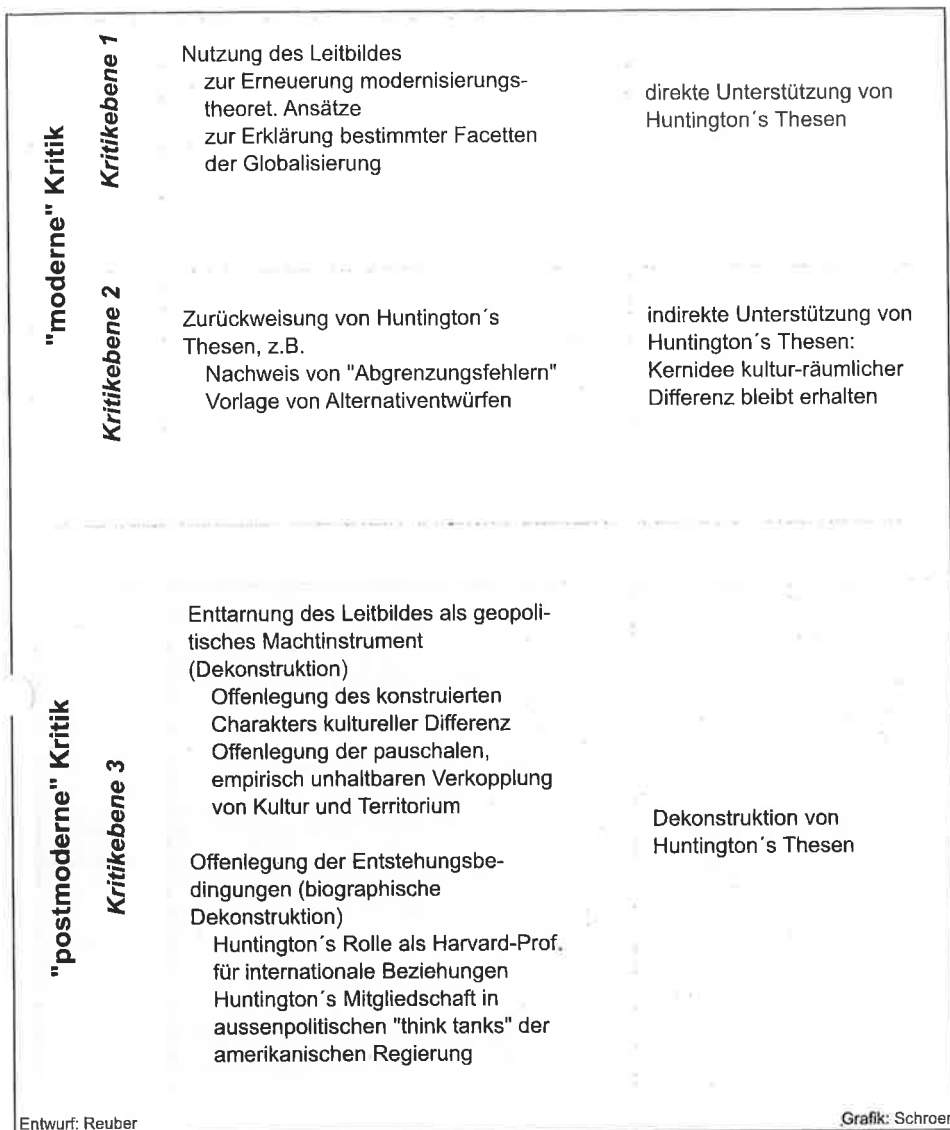 "moderne" Kritik
Kritikebene 1
Nutzung des Leitbildes
zur Erneuerung modernisierungs-
theoret. Ansätze
zur Erklärung bestimmter Facetten
der Globalisierung
direkte Unterstützung von
Huntington´s Thesen
Kritikebene 2
Zurückweisung von Huntington´s
Thesen, z.B.
Nachweis von "Abgrenzungsfehlern"
Vorlage von Alternativentwürfen
indirekte Unterstützung von
Huntington´s Thesen:
Kernidee kultur-räumlicher
Differenz bleibt erhalten
"postmoderne" Kritik
Kritikebene 3
Enttarnung des Leitbildes als geopoli-
tisches Machtinstrument
(Dekonstruktion)
Offenlegung des konstruierten
Charakters kultureller Differenz
Offenlegung der pauschalen,
empirisch unhaltbaren Verkopplung
von Kultur und Territorium
Offenlegung der Entstehungsbe-
dingungen (biographische
Dekonstruktion)
Huntington´s Rolle als Harvard-Prof.
für internationale Beziehungen
Huntington´s Mitgliedschaft in
aussenpolitischen "think tanks" der
amerikanischen Regierung
Dekonstruktion von
Huntington´s Thesen
Entwurf: Reuber
Grafik: Schroer